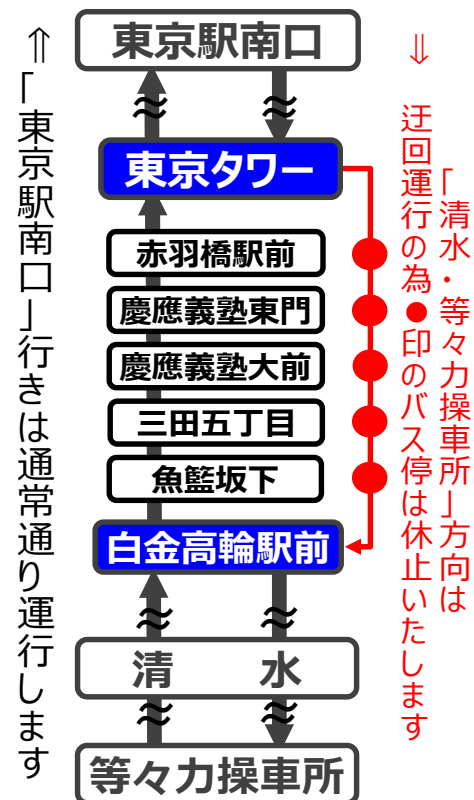 ⇓ 「清水・等々力操車所」方向は
迂回運行の為●印のバス停は休止いたします
東京駅南口
東京タワー
赤羽橋駅前
慶應義塾東門
慶應義塾大前
三田五丁目
魚籃坂下
白金高輪駅前
清水
等々力操車所
⇑「東京駅南口」行きは通常通り運行します